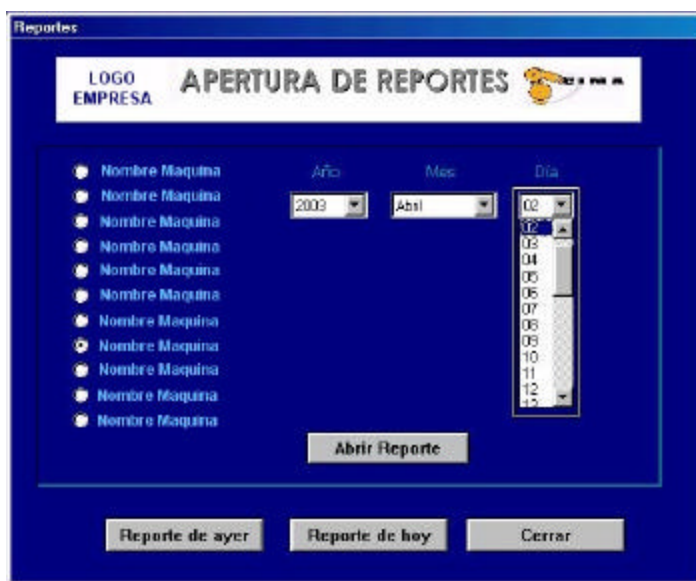 Reportes
LOGO
EMPRESA
APERTURA DE REPORTES
CIMA
Año
Mes
Día
2003
Abril
02
Nombre Maquina
Nombre Maquina
Nombre Maquina
Nombre Maquina
Nombre Maquina
Nombre Maquina
Nombre Maquina
Nombre Maquina
Nombre Maquina
Nombre Maquina
Nombre Maquina
02
03
04
05
06
07
08
09
10
11
12
13
Abrir Reporte
Reporte de ayer
Reporte de hoy
Cerrar